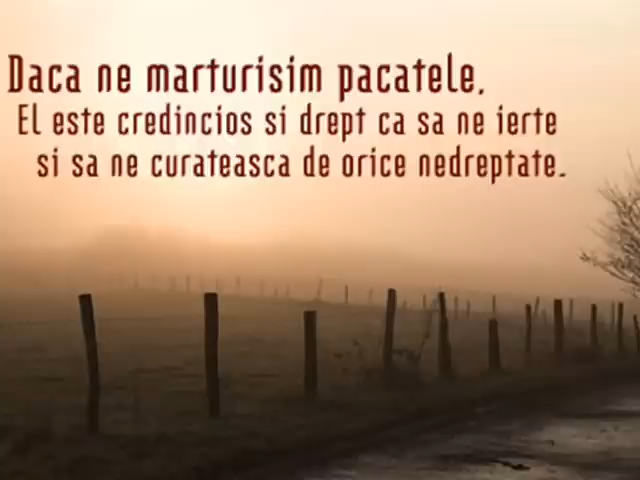 Daca ne marturisim pacatele,
El este credincios si drept ca sa ne ierte
si sa ne curateasca de orice nedreptate.